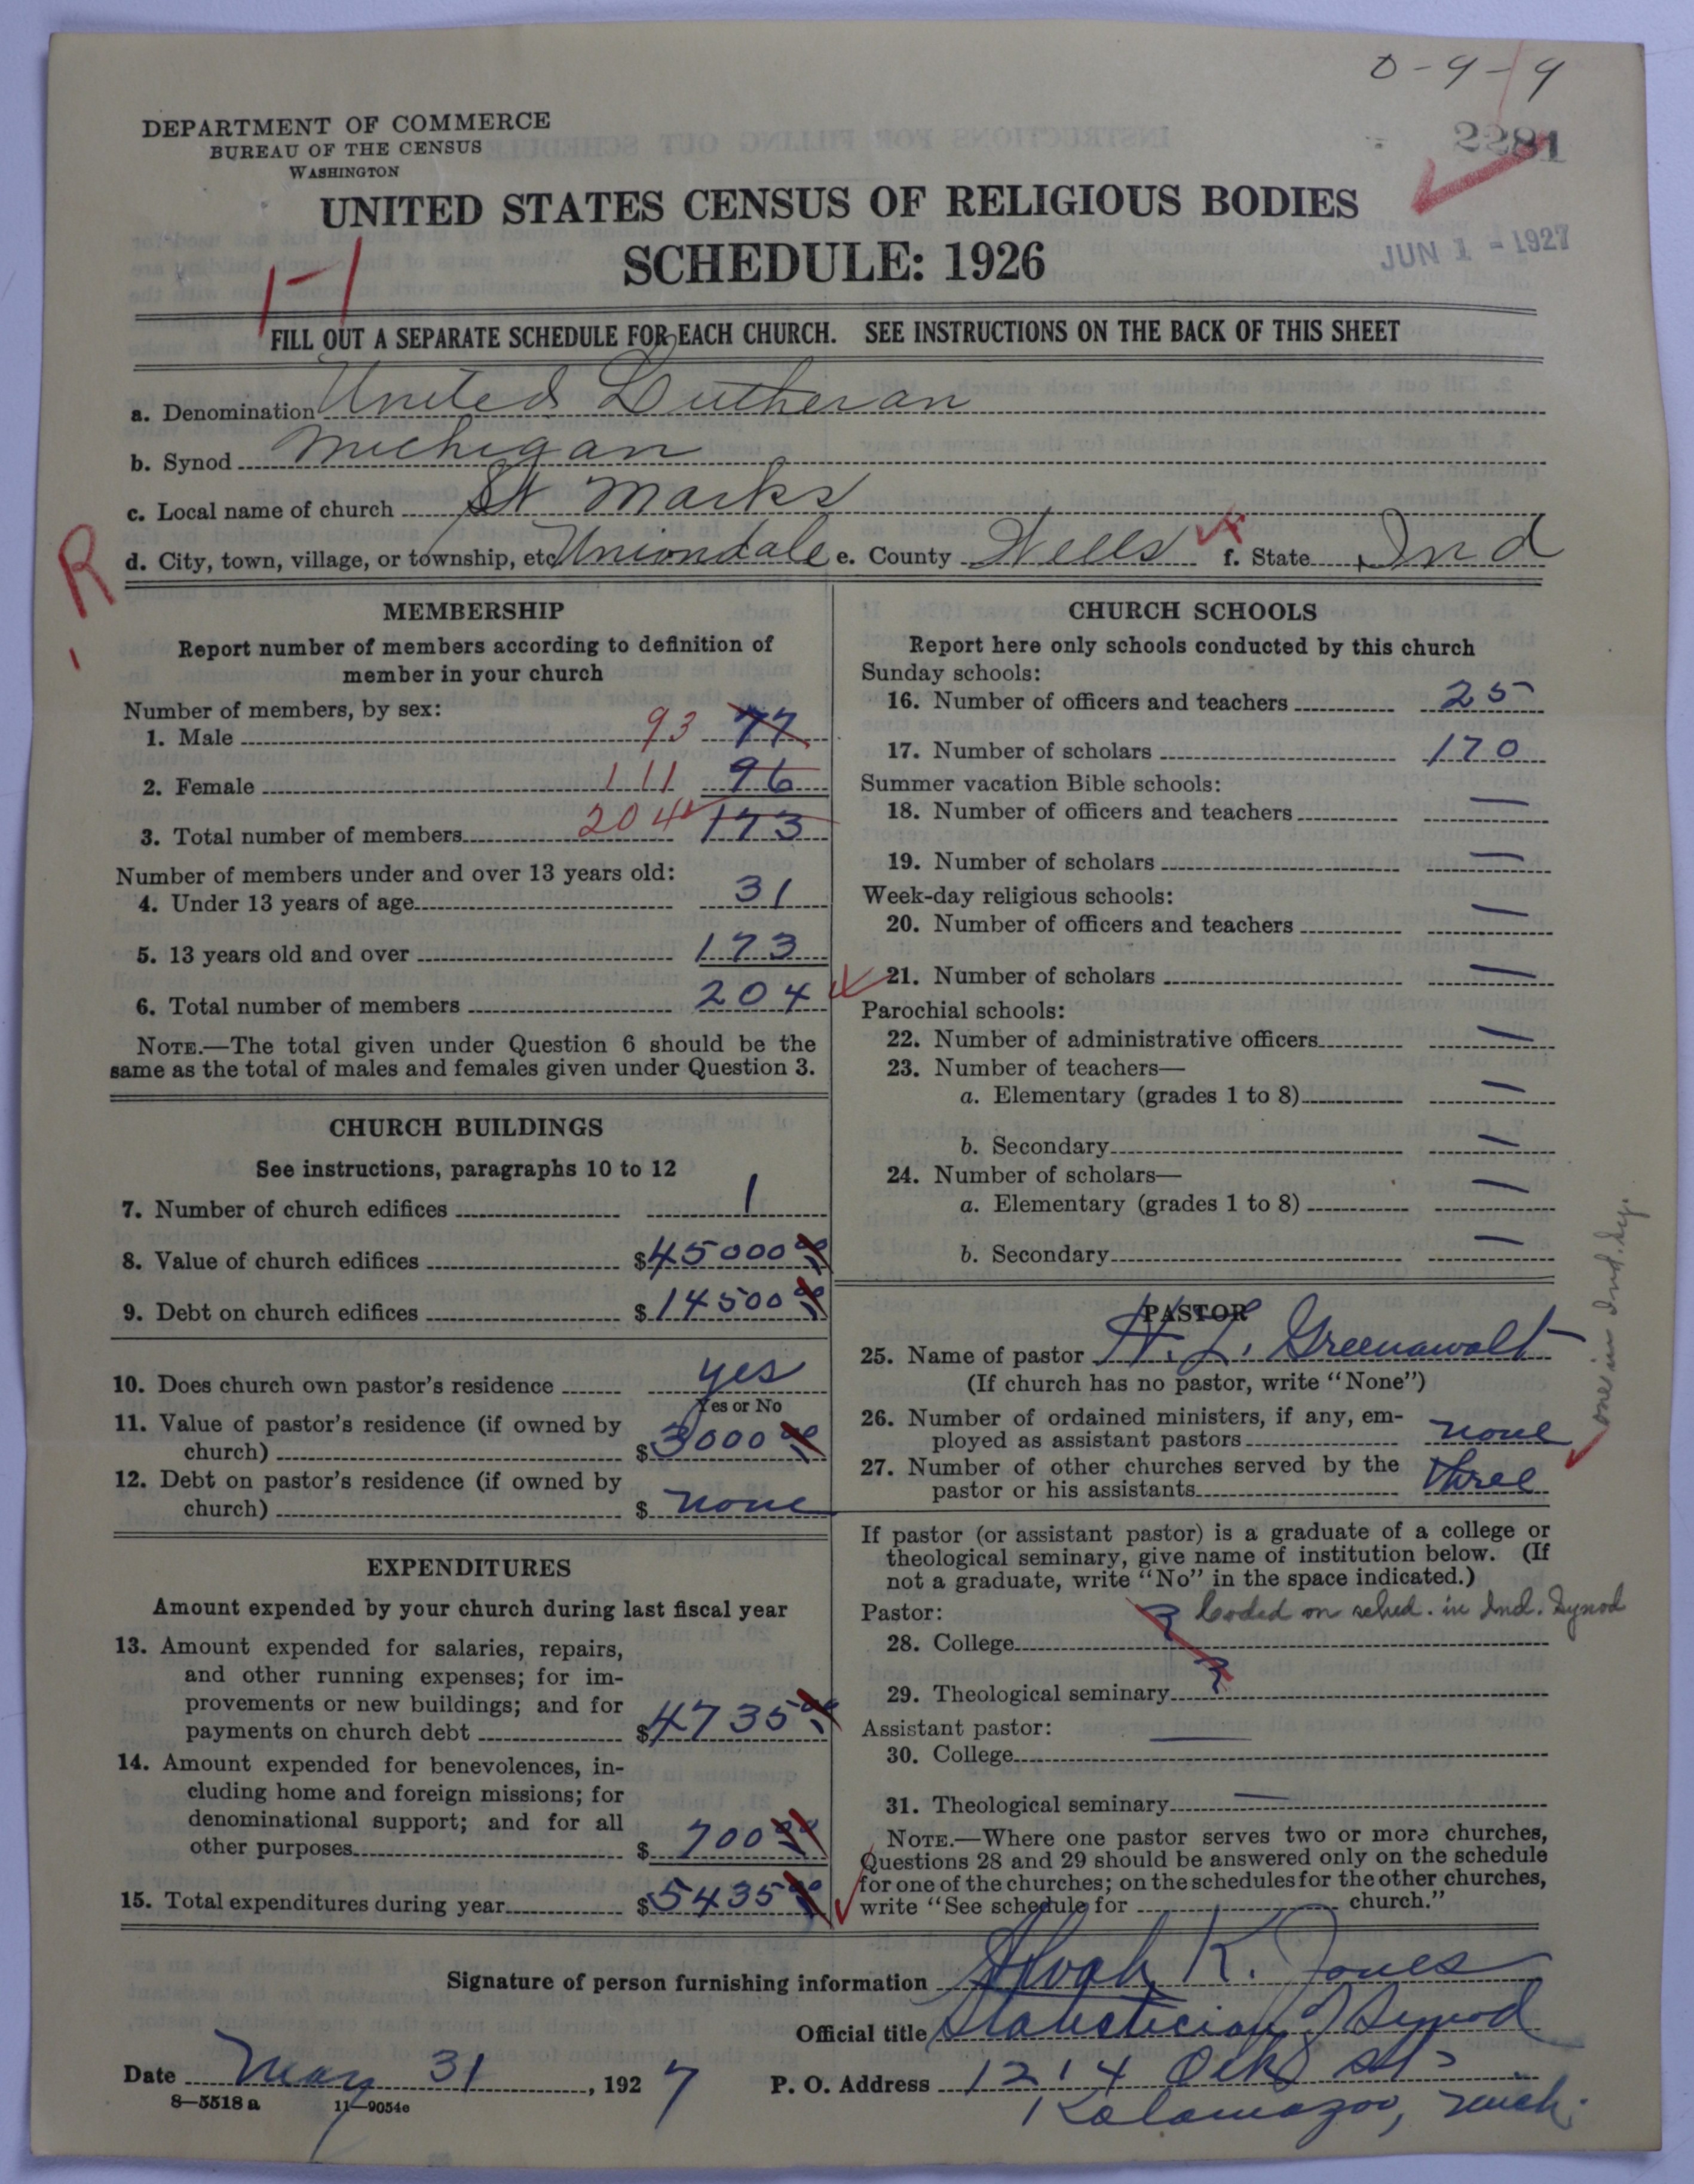 0-9-9
DEPARTMENT OF COMMERCE
BUREAU OF THE CENSUS
WASHINGTON
2281
UNITED STATES CENSUS OF RELIGIOUS BODIES
SCHEDULE: 1926
JUN 1 - 1927
1-1
FILL OUT A SEPARATE SCHEDULE FOR EACH CHURCH. SEE INSTRUCTIONS ON THE BACK OF THIS SHEET
a. Denomination United Lutheran
b. Synod Michigan
c. Local name of church St Marks
d. City, town, village, or township, etc Uniondale e. County Wells f. State Ind
R
MEMBERSHIP
Report number of members according to definition of
member in your church
Number of members, by sex:
1. Male 93 77
2. Female 111 96
3. Total number of members 204 173
Number of members under and over 13 years old:
4. Under 13 years of age 31
5. 13 years old and over 173
6. Total number of members 204
NOTE.—The total given under Question 6 should be the
same as the total of males and females given under Question 3.
CHURCH BUILDINGS
See instructions, paragraphs 10 to 12
7. Number of church edifices 1
8. Value of church edifices $45000 00
9. Debt on church edifices $14500 00
10. Does church own pastor's residence yes
Yes or No
11. Value of pastor's residence (if owned by
church) $3000 00
12. Debt on pastor's residence (if owned by
church) $ none
EXPENDITURES
Amount expended by your church during last fiscal year
13. Amount expended for salaries, repairs,
and other running expenses; for im-
provements or new buildings; and for
payments on church debt $4735 00
14. Amount expended for benevolences, in-
cluding home and foreign missions; for
denominational support; and for all
other purposes $700 00
15. Total expenditures during year $5435 00
CHURCH SCHOOLS
Report here only schools conducted by this church
Sunday schools:
16. Number of officers and teachers 25
17. Number of scholars 170
Summer vacation Bible schools:
18. Number of officers and teachers —
19. Number of scholars —
Week-day religious schools:
20. Number of officers and teachers —
21. Number of scholars —
Parochial schools:
22. Number of administrative officers —
23. Number of teachers—
a. Elementary (grades 1 to 8) —
b. Secondary —
24. Number of scholars—
a. Elementary (grades 1 to 8) —
b. Secondary —
PASTOR
25. Name of pastor H. L. Greenawalt
(If church has no pastor, write "None")
26. Number of ordained ministers, if any, em-
ployed as assistant pastors none
27. Number of other churches served by the
pastor or his assistants three
one in Ind. Sy.
If pastor (or assistant pastor) is a graduate of a college or
theological seminary, give name of institution below. (If
not a graduate, write "No" in the space indicated.)
Pastor: ? Coded on sched. in Ind. Synod
28. College
29. Theological seminary ?
Assistant pastor:
30. College —
31. Theological seminary —
NOTE.—Where one pastor serves two or more churches,
Questions 28 and 29 should be answered only on the schedule
for one of the churches; on the schedules for the other churches,
write "See schedule for church."
Signature of person furnishing information Alvah K. Jones
Official title Statistician of Synod
Date May 31, 1927 P. O. Address 1214 Oak St
Kalamazoo, Mich.
8—5518 a 11—9054e